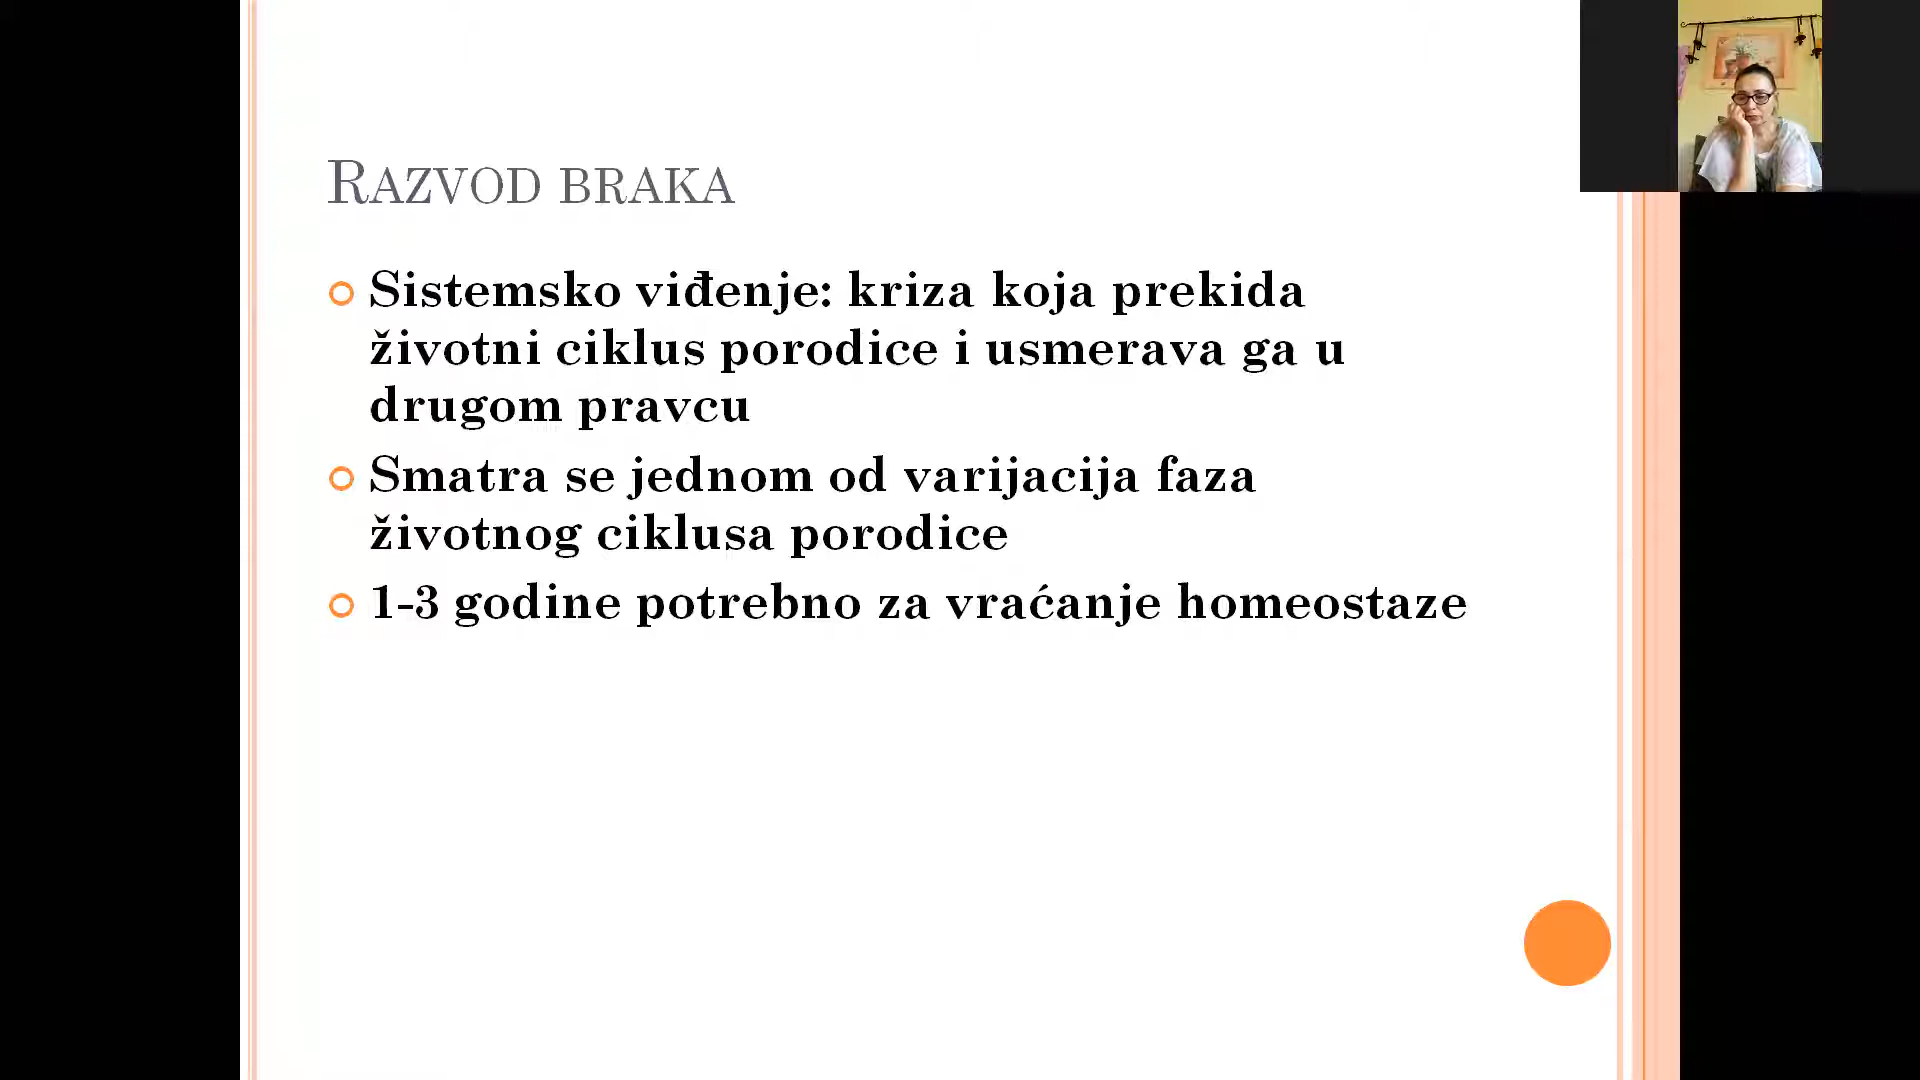 Razvod braka
Sistemsko viđenje: kriza koja prekida
životni ciklus porodice i usmerava ga u
drugom pravcu
Smatra se jednom od varijacija faza
životnog ciklusa porodice
1-3 godine potrebno za vraćanje homeostaze